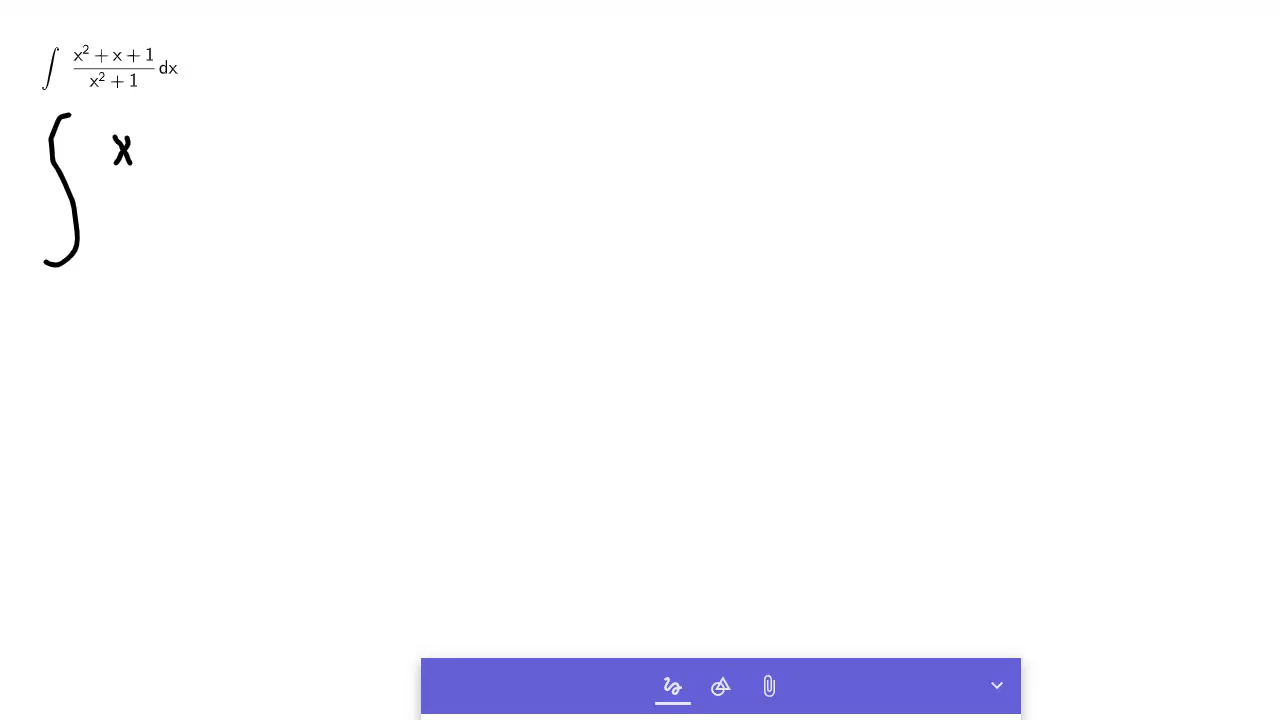 ∫ (x² + x + 1)/(x² + 1) dx
∫ x